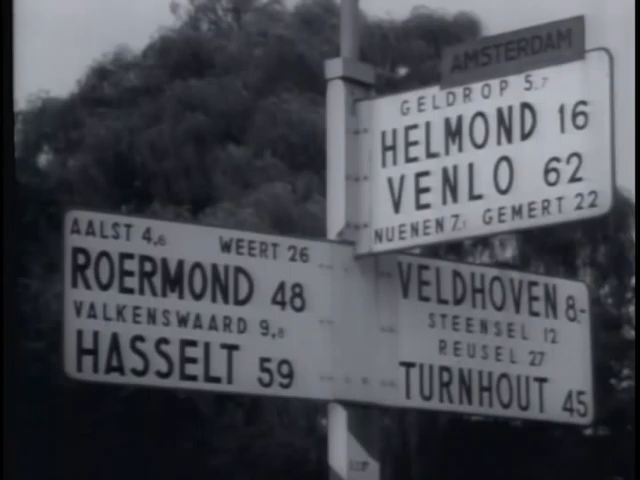 AMSTERDAM
GELDROP 5.7
HELMOND 16
VENLO 62
NUENEN 7.1 GEMERT 22
AALST 4.6 WEERT 26
ROERMOND 48
VALKENSWAARD 9.8
HASSELT 59
VELDHOVEN 8.-
STEENSEL 12
REUSEL 27
TURNHOUT 45